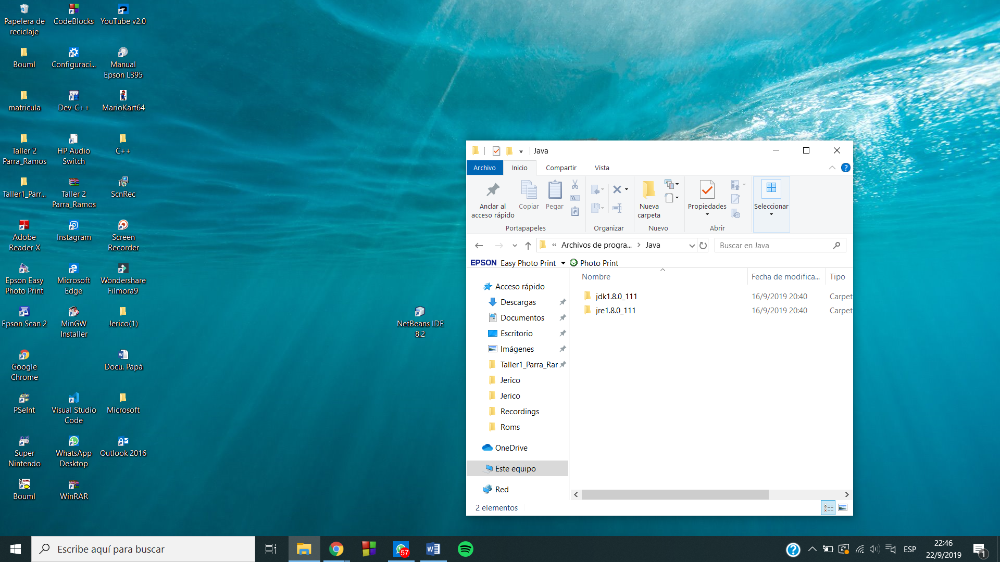 Papelera de
reciclaje
CodeBlocks
YouTube v2.0
Bouml
Configuraci...
Manual
Epson L395
matricula
Dev-C++
MarioKart64
Taller 2
Parra_Ramos
HP Audio
Switch
C++
Taller1_Parr...
Taller 2
Parra_Ramos
ScnRec
Adobe
Reader X
Instagram
Screen
Recorder
Epson Easy
Photo Print
Microsoft
Edge
Wondershare
Filmora9
Epson Scan 2
MinGW
Installer
Jerico(1)
Google
Chrome
Docu. Papá
PSeInt
Visual Studio
Code
Microsoft
Super
Nintendo
WhatsApp
Desktop
Outlook 2016
Bouml
WinRAR
NetBeans IDE
8.2
Java
Archivo
Inicio
Compartir
Vista
Anclar al
acceso rápido
Copiar
Pegar
Portapapeles
Organizar
Nueva
carpeta
Nuevo
Propiedades
Abrir
Seleccionar
« Archivos de progra... > Java
Buscar en Java
EPSON Easy Photo Print
Photo Print
Nombre
Fecha de modifica...
Tipo
jdk1.8.0_111
16/9/2019 20:40
Carpet
jre1.8.0_111
16/9/2019 20:40
Carpet
Acceso rápido
Descargas
Documentos
Escritorio
Imágenes
Taller1_Parra_Rar
Jerico
Jerico
Recordings
Roms
OneDrive
Este equipo
Red
2 elementos
Escribe aquí para buscar
57
ESP
22:46
22/9/2019
1